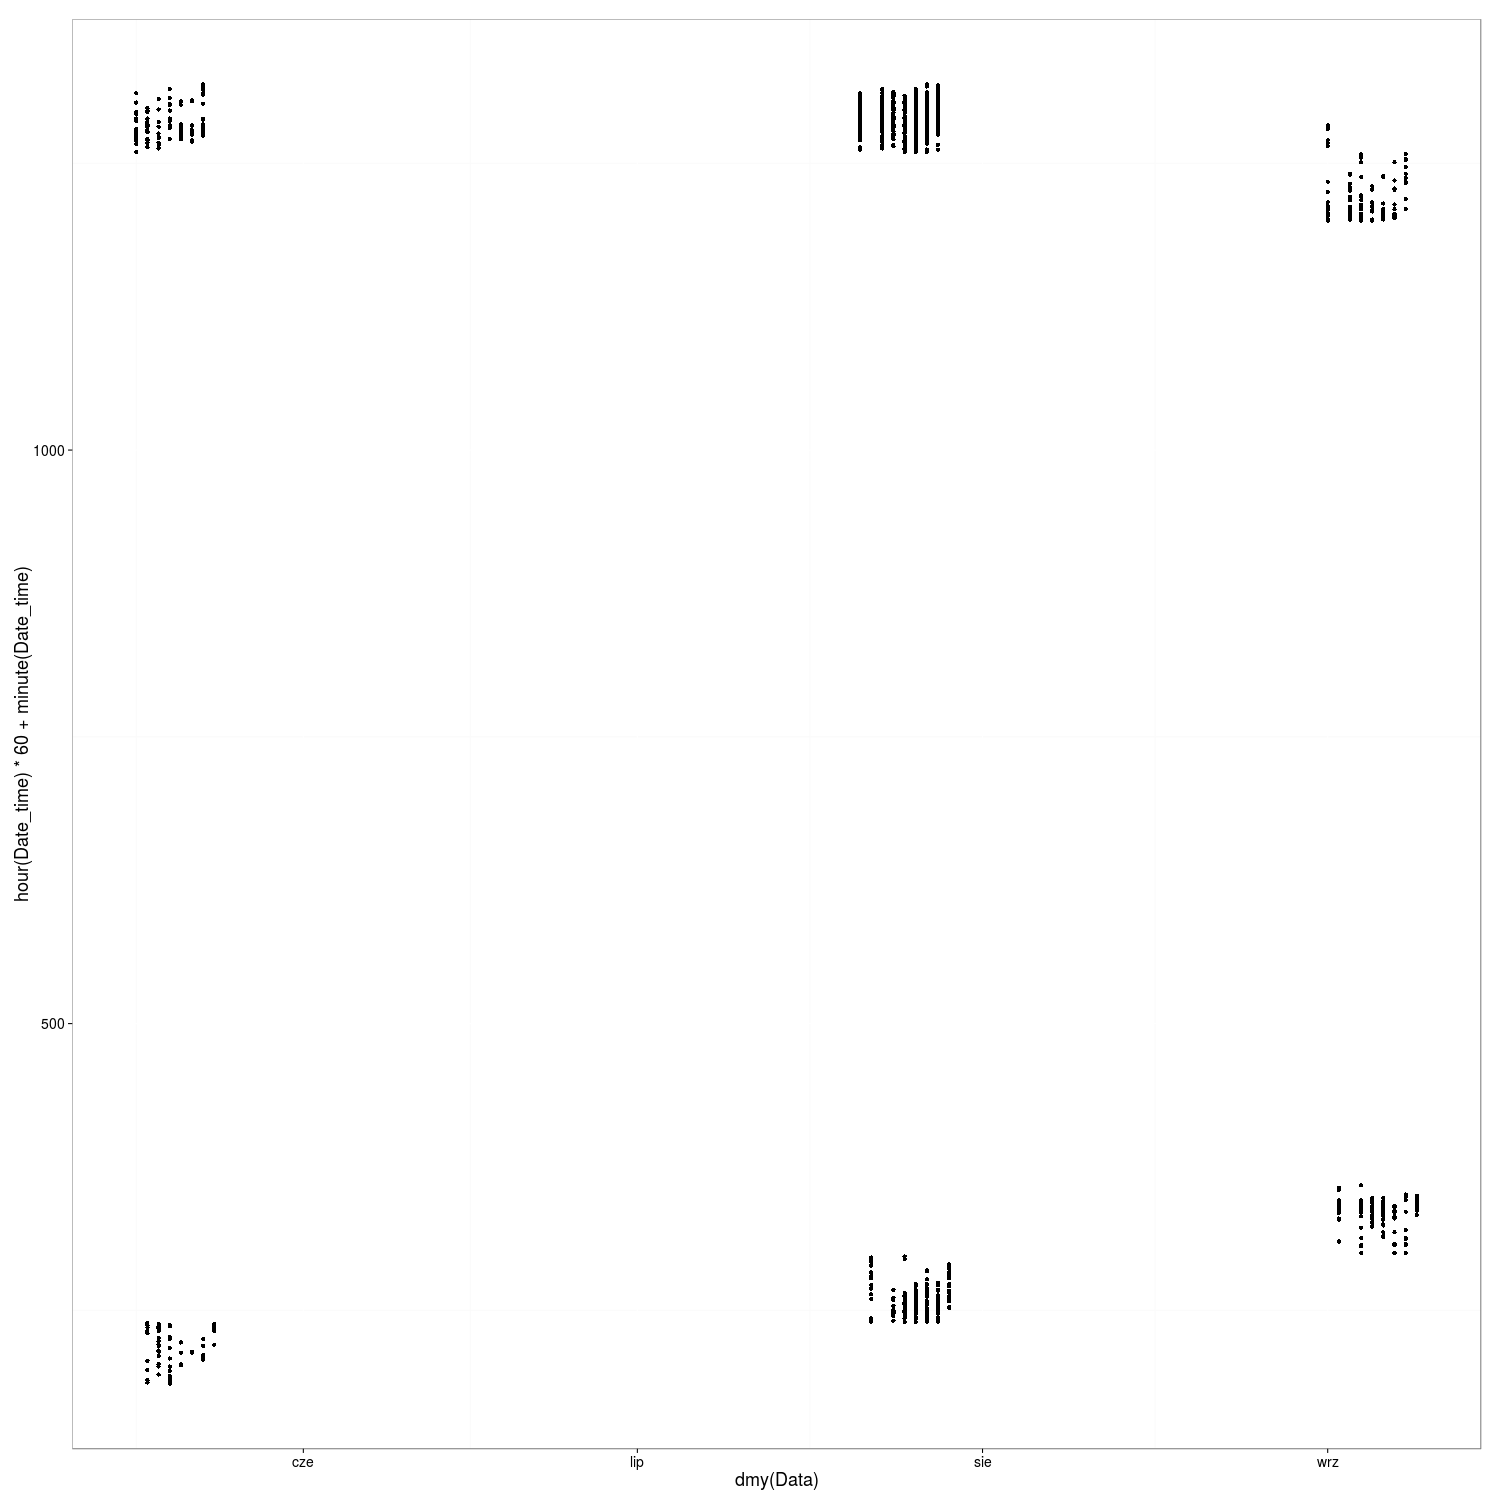 hour(Date_time) * 60 + minute(Date_time)
1000
500
cze lip sie wrz
dmy(Data)